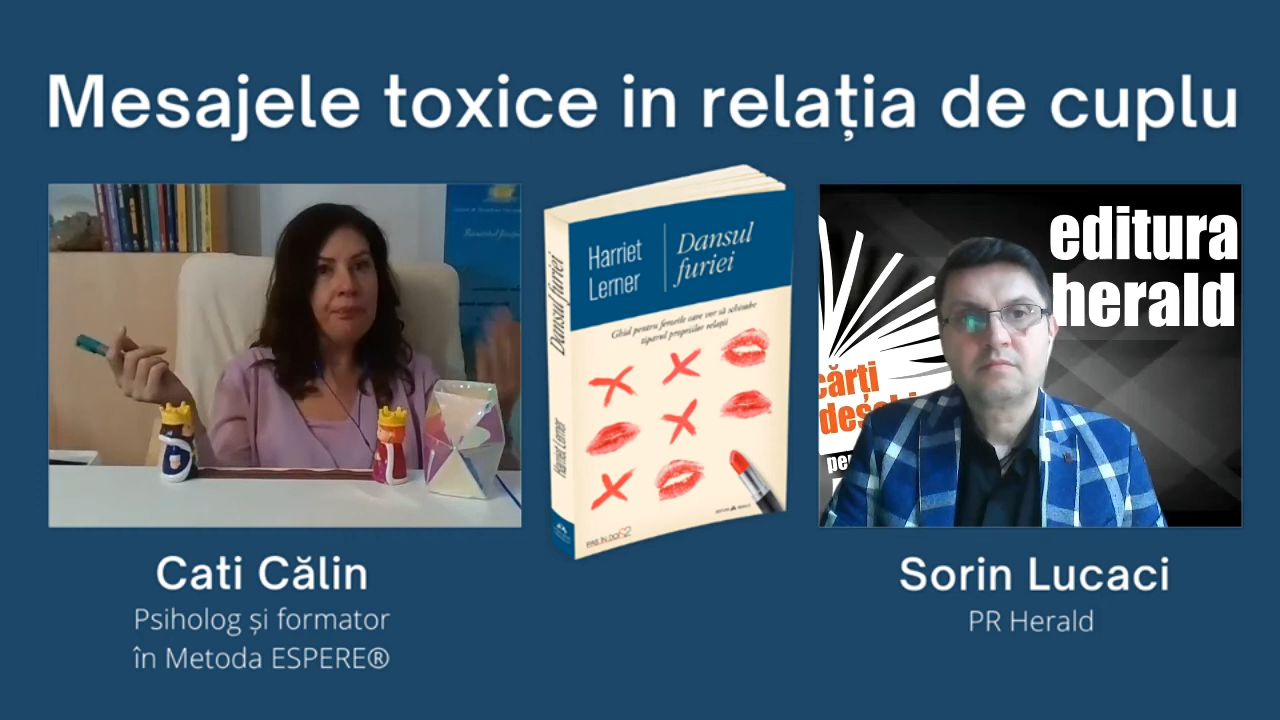 Mesajele toxice in relația de cuplu
Harriet
Lerner
Dansul
furiei
Ghid pentru femeile care vor să schimbe
tiparul propriilor relații
Dansul furiei
Harriet Lerner
editura
herald
cărți
Cati Călin
Psiholog și formator
în Metoda ESPERE®
Sorin Lucaci
PR Herald